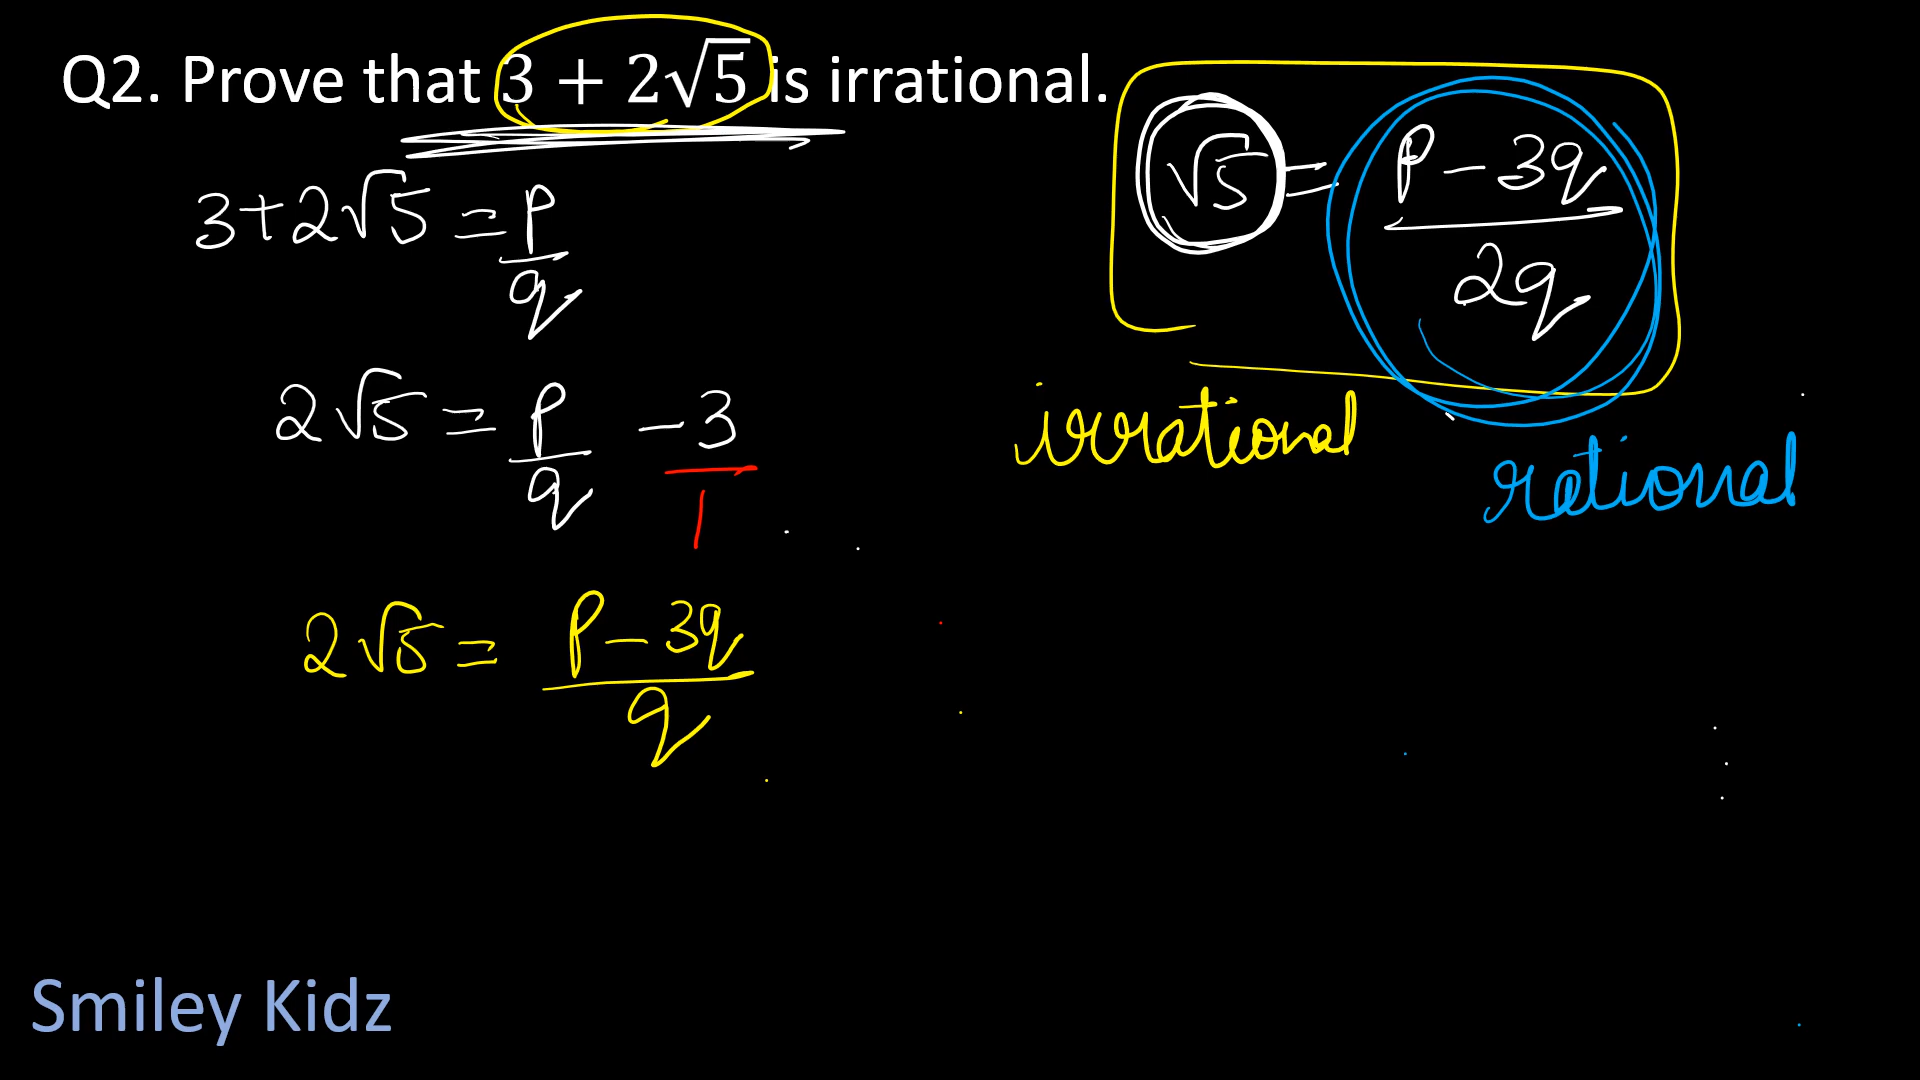 Q2. Prove that 3 + 2√5 is irrational.
3+2√5 = p/q
2√5 = p/q - 3/1
2√5 = p-3q/q
√5 = p-3q/2q
irrational
rational
Smiley Kidz